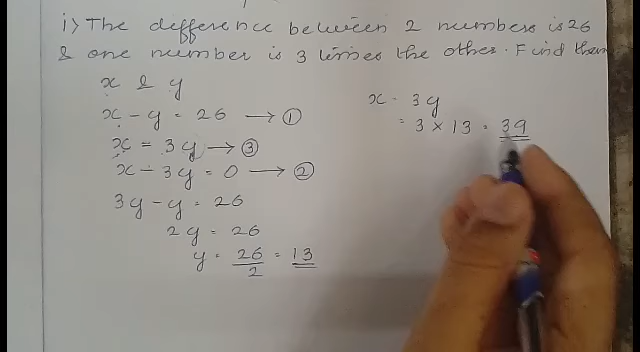 i) The difference between 2 numbers is 26
& one number is 3 times the other. Find them
x & y
x - y = 26 → ①
x = 3y → ③
x - 3y = 0 → ②
3y - y = 26
2y = 26
y = 26/2 = 13
x = 3y
= 3 × 13 = 39